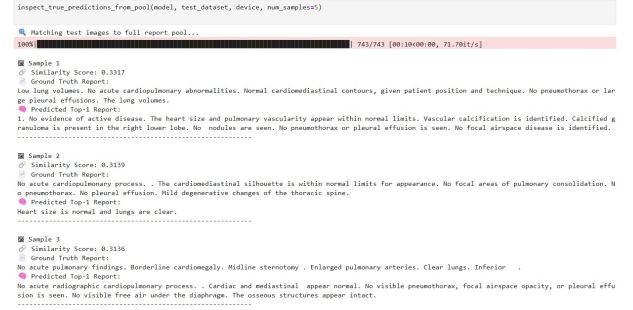 inspect_true_predictions_from_pool(model, test_dataset, device, num_samples=5)
🔍 Matching test images to full report pool...
100%| | 743/743 [00:10<00:00, 71.70it/s]
🖼 Sample 1
🔗 Similarity Score: 0.3317
📄 Ground Truth Report:
Low lung volumes. No acute cardiopulmonary abnormalities. Normal cardiomediastinal contours, given patient position and technique. No pneumothorax or lar
ge pleural effusions. The lung volumes.
🧠 Predicted Top-1 Report:
1. No evidence of active disease. The heart size and pulmonary vascularity appear within normal limits. Vascular calcification is identified. Calcified g
ranuloma is present in the right lower lobe. No  nodules are seen. No pneumothorax or pleural effusion is seen. No focal airspace disease is identified.
------------------------------------------------------------
🖼 Sample 2
🔗 Similarity Score: 0.3139
📄 Ground Truth Report:
No acute cardiopulmonary process. . The cardiomediastinal silhouette is within normal limits for appearance. No focal areas of pulmonary consolidation. N
o pneumothorax. No pleural effusion. Mild degenerative changes of the thoracic spine.
🧠 Predicted Top-1 Report:
Heart size is normal and lungs are clear.
------------------------------------------------------------
🖼 Sample 3
🔗 Similarity Score: 0.3136
📄 Ground Truth Report:
No acute pulmonary findings. Borderline cardiomegaly. Midline sternotomy . Enlarged pulmonary arteries. Clear lungs. Inferior   .
🧠 Predicted Top-1 Report:
No acute radiographic cardiopulmonary process. . Cardiac and mediastinal  appear normal. No visible pneumothorax, focal airspace opacity, or pleural effu
sion is seen. No visible free air under the diaphragm. The osseous structures appear intact.
------------------------------------------------------------